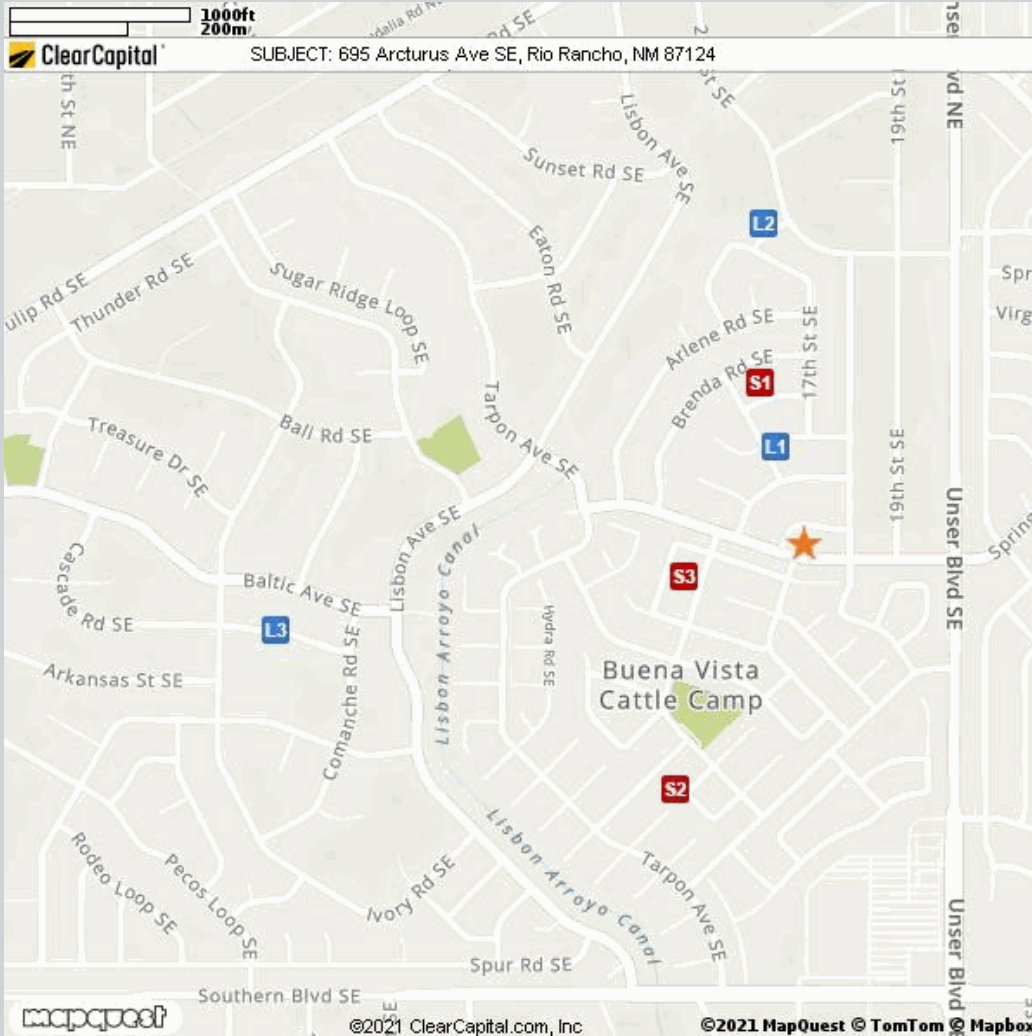 1000ft
200m
ClearCapital
SUBJECT: 695 Arcturus Ave SE, Rio Rancho, NM 87124
Lisbon Ave SE
19th St
Unser Blvd NE
Sunset Rd SE
L2
Eaton Rd SE
Thunder Rd SE
Sugar Ridge Loop SE
Arlene Rd SE
17th St SE
Brenda Rd SE
S1
Tarpon Ave SE
Ball Rd SE
Treasure Dr SE
L1
19th St SE
Unser Blvd SE
Lisbon Ave SE
Lisbon Arroyo Canal
S3
Cascade Rd SE
Baltic Ave SE
L3
Hydra Rd SE
Comanche Rd SE
Arkansas St SE
Buena Vista
Cattle Camp
S2
Lisbon Arroyo Canal
Rodeo Loop SE
Pecos Loop SE
Ivory Rd SE
Tarpon Ave SE
Spur Rd SE
Southern Blvd SE
mapquest
©2021 ClearCapital.com, Inc
©2021 MapQuest © TomTom © Mapbox